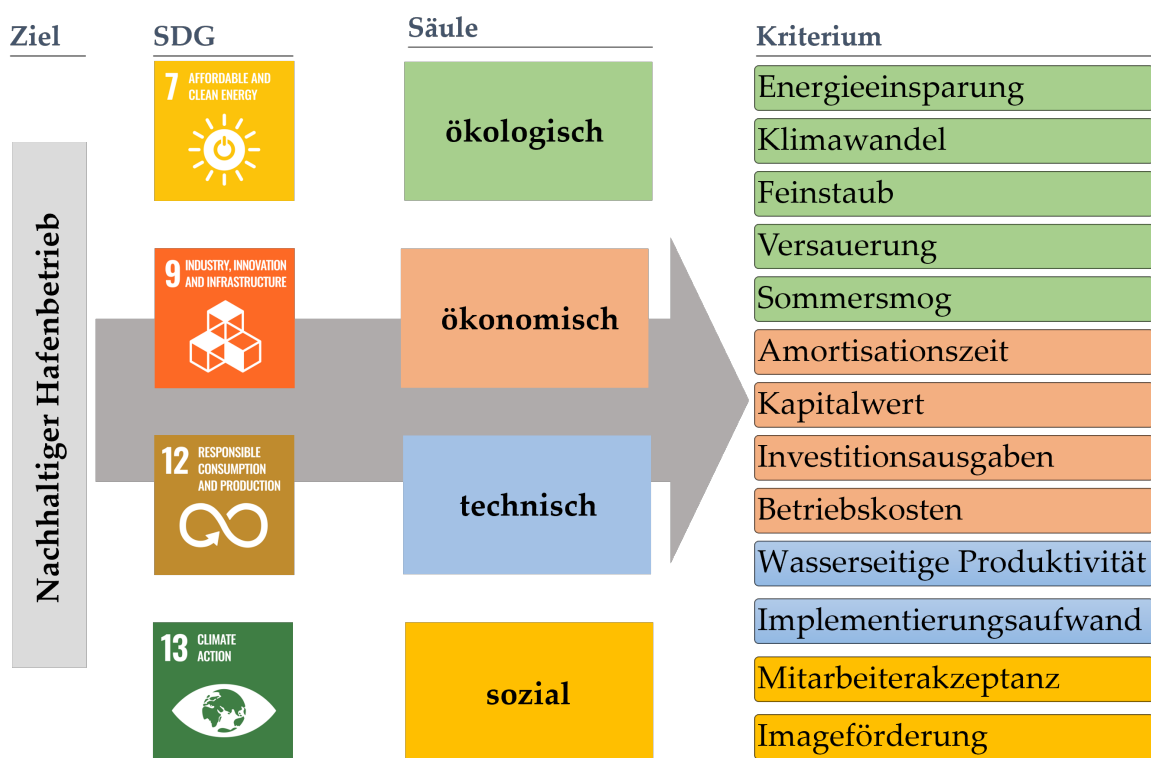 Ziel
SDG
Säule
Kriterium
Nachhaltiger Hafenbetrieb
7 AFFORDABLE AND
CLEAN ENERGY
9 INDUSTRY, INNOVATION
AND INFRASTRUCTURE
12 RESPONSIBLE
CONSUMPTION
AND PRODUCTION
13 CLIMATE
ACTION
ökologisch
ökonomisch
technisch
sozial
Energieeinsparung
Klimawandel
Feinstaub
Versauerung
Sommersmog
Amortisationszeit
Kapitalwert
Investitionsausgaben
Betriebskosten
Wasserseitige Produktivität
Implementierungsaufwand
Mitarbeiterakzeptanz
Imageförderung